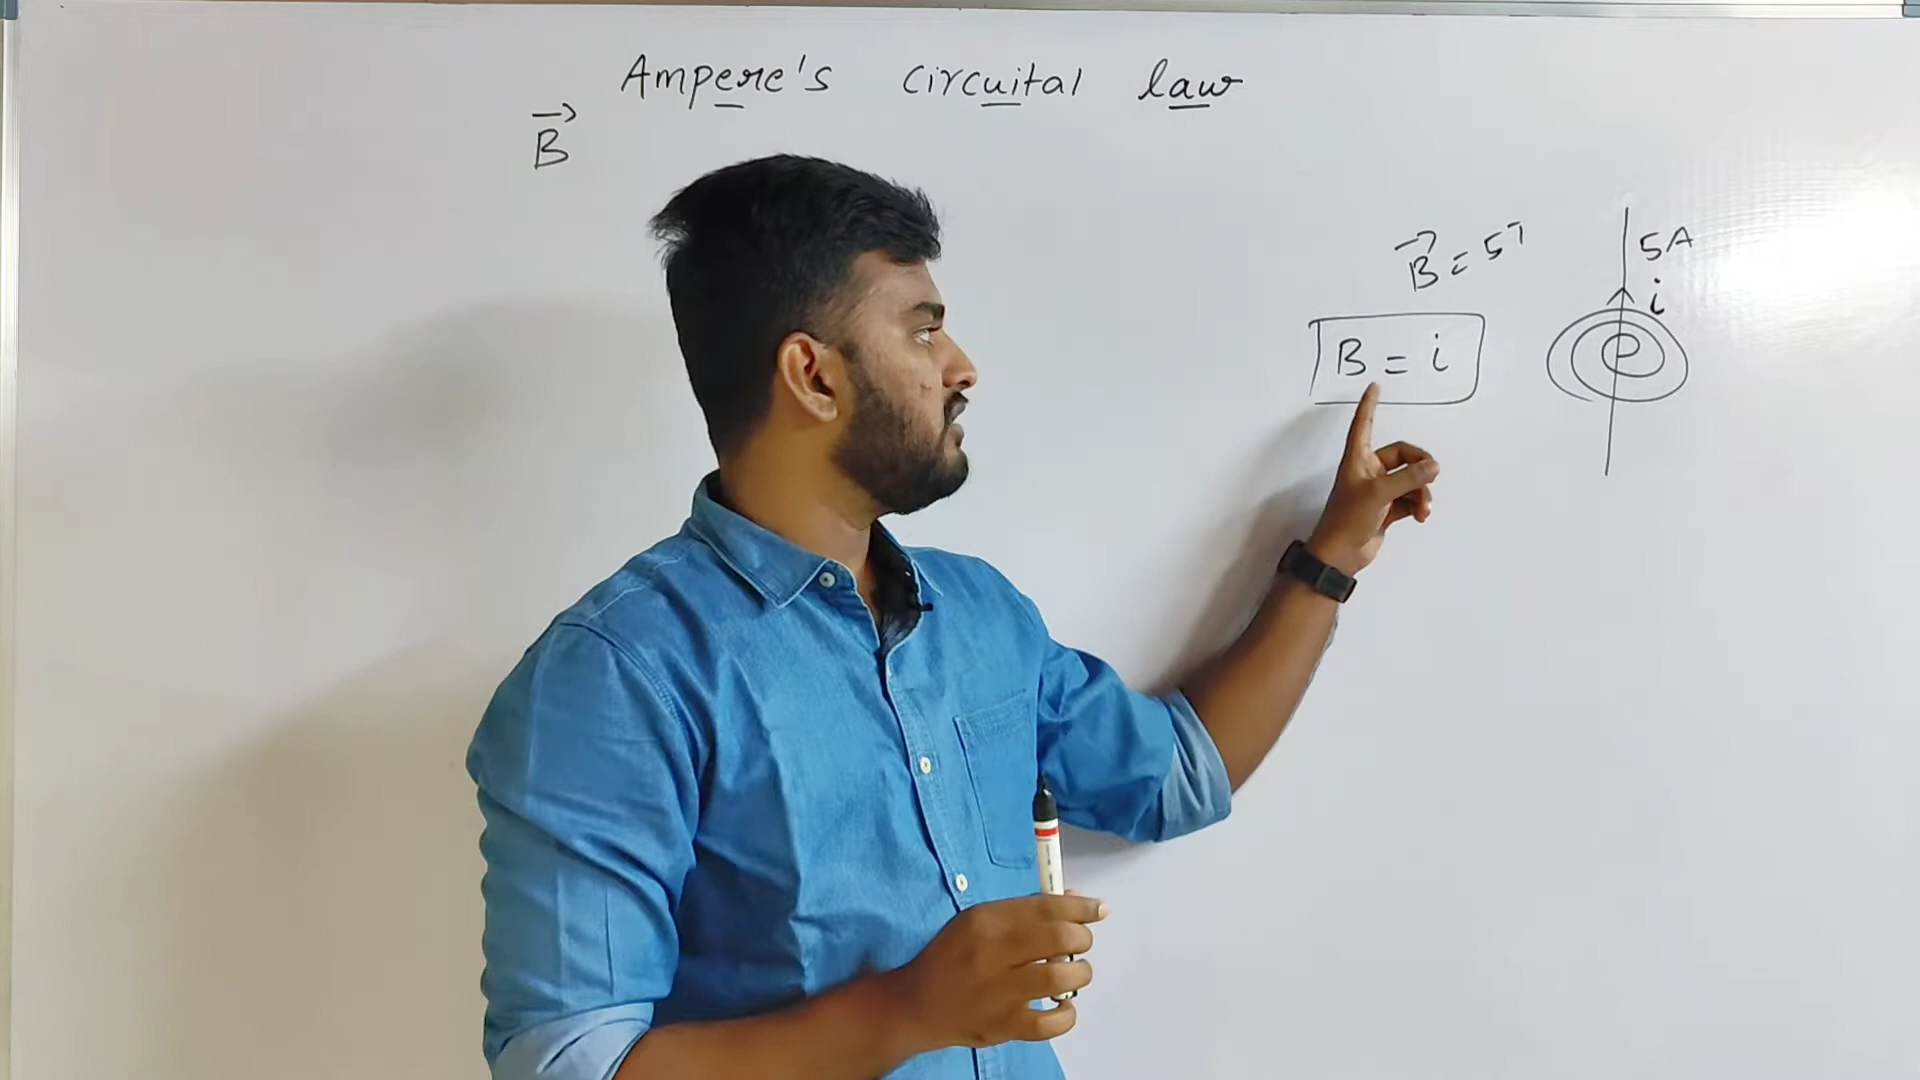 Ampere's circuital law
B
B = 5T
5A
i
B = i